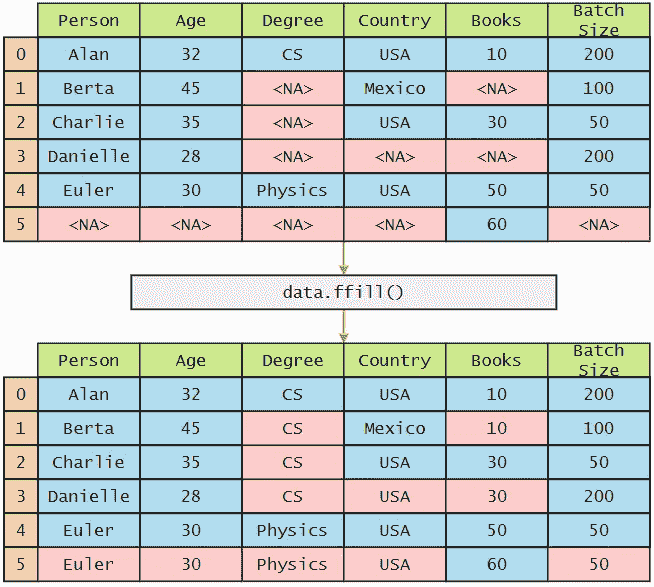 Person Age Degree Country Books Batch Size
0 Alan 32 CS USA 10 200
1 Berta 45 <NA> Mexico <NA> 100
2 Charlie 35 <NA> USA 30 50
3 Danielle 28 <NA> <NA> <NA> 200
4 Euler 30 Physics USA 50 50
5 <NA> <NA> <NA> <NA> 60 <NA>
data.ffill()
Person Age Degree Country Books Batch Size
0 Alan 32 CS USA 10 200
1 Berta 45 CS Mexico 10 100
2 Charlie 35 CS USA 30 50
3 Danielle 28 CS USA 30 200
4 Euler 30 Physics USA 50 50
5 Euler 30 Physics USA 60 50